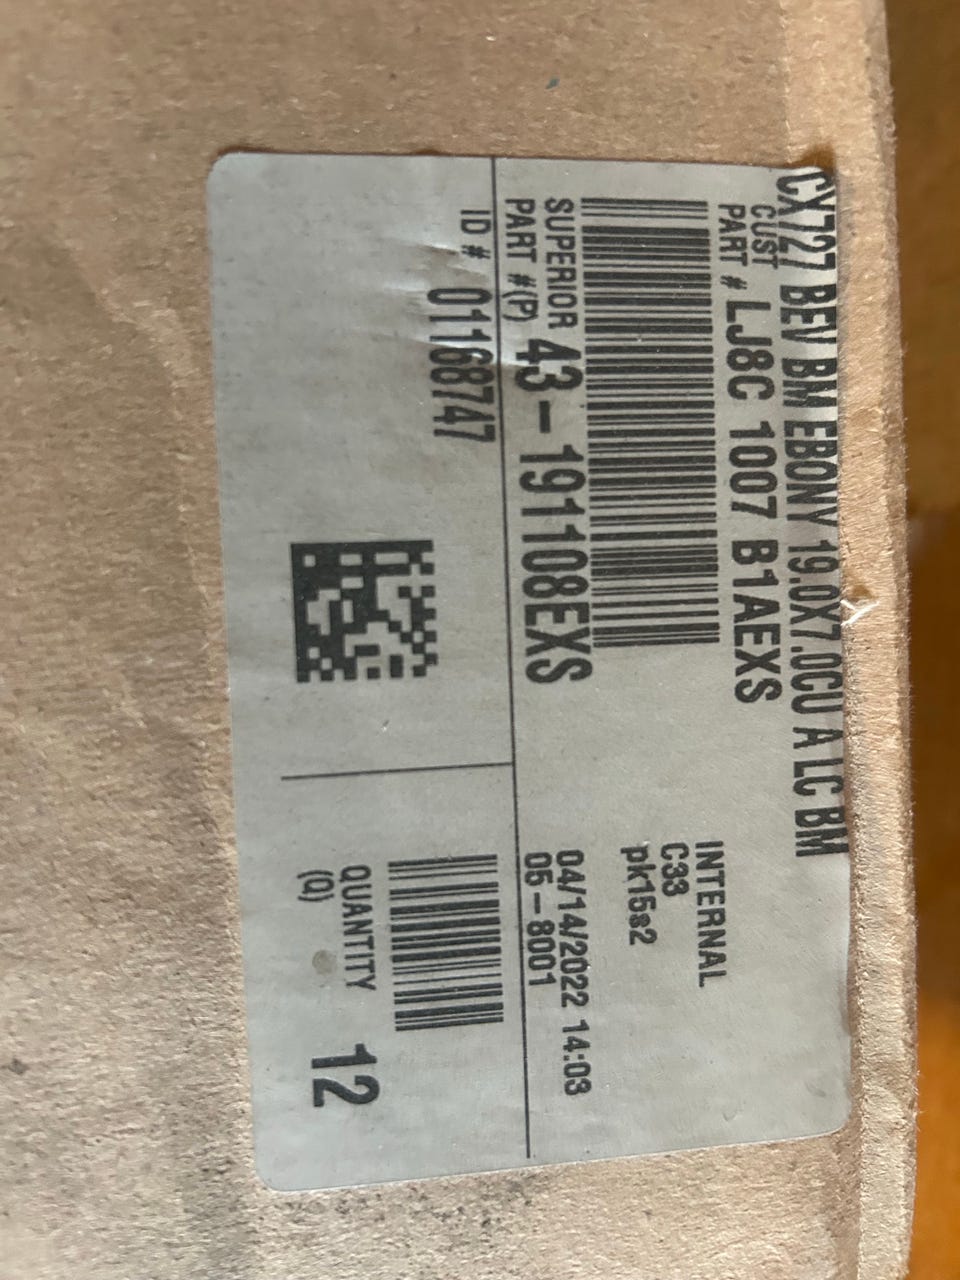 CX727 BEV BM EBONY 19.0X7.0CU A LC BM
CUST
PART # LJ8C 1007 B1AEXS
INTERNAL
C33
pk15s2
SUPERIOR
PART #(P) 43-191108EXS
04/14/2022 14:03
05-8001
ID # 01168747
QUANTITY
(Q) 12